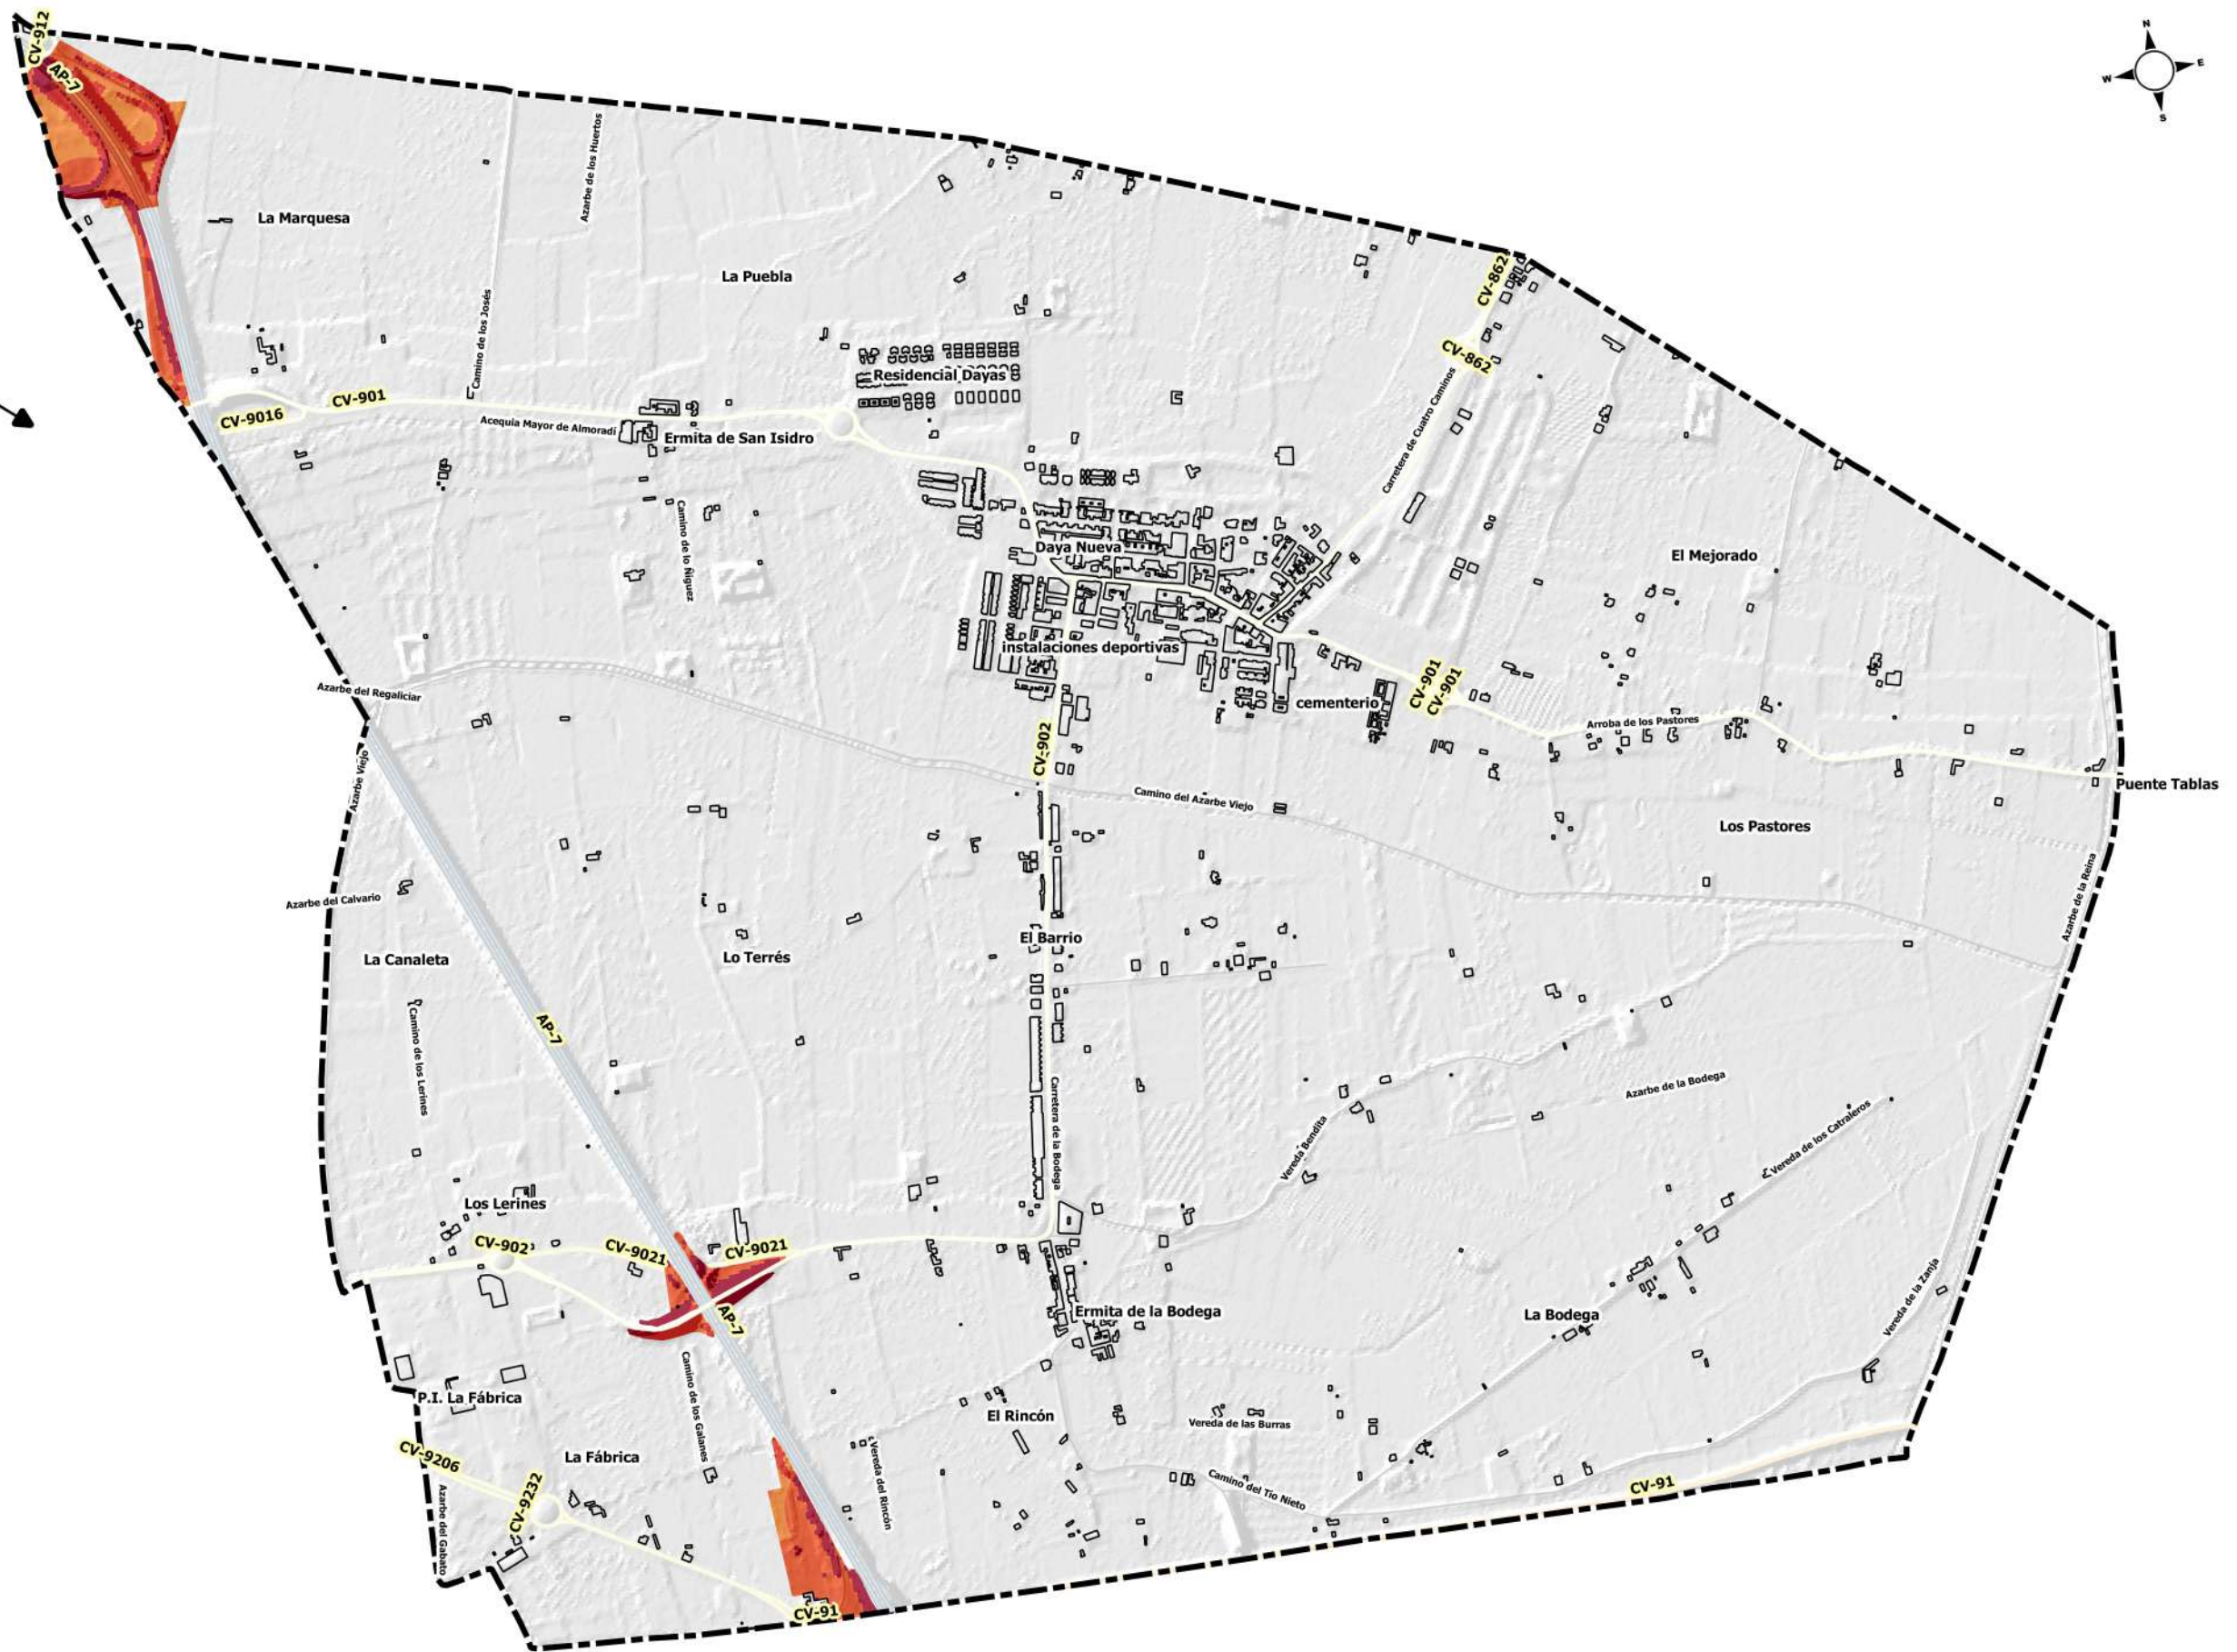 CV-912
N
W
E
S
AP-7
Azarbe de los Huertos
La Marquesa
La Puebla
CV-862
Camino de los Josés
CV-862
Residencial Dayas
CV-901
CV-9016
Carretera de Cuatro Caminos
Acequia Mayor de Almoradí
Ermita de San Isidro
Camino de lo Ñiguez
Daya Nueva
El Mejorado
instalaciones deportivas
Azarbe del Regaliciar
CV-901
CV-901
cementerio
Arroba de los Pastores
CV-902
Azarbe Viejo
Puente Tablas
Camino del Azarbe Viejo
Los Pastores
Azarbe del Calvario
Azarbe de la Reina
La Canaleta
Lo Terrés
El Barrio
AP-7
Camino de los Lerines
Carretera de la Bodega
Azarbe de la Bodega
Vereda Bendita
Vereda de los Catraleros
Los Lerines
CV-902
CV-9021
CV-9021
Vereda de la Zanja
AP-7
Ermita de la Bodega
La Bodega
Camino de los Galanes
P.I. La Fábrica
El Rincón
Vereda de las Burras
CV-9206
La Fábrica
Vereda del Rincón
CV-9232
Camino del Tío Nieto
CV-91
Azarbe del Gabato
CV-91